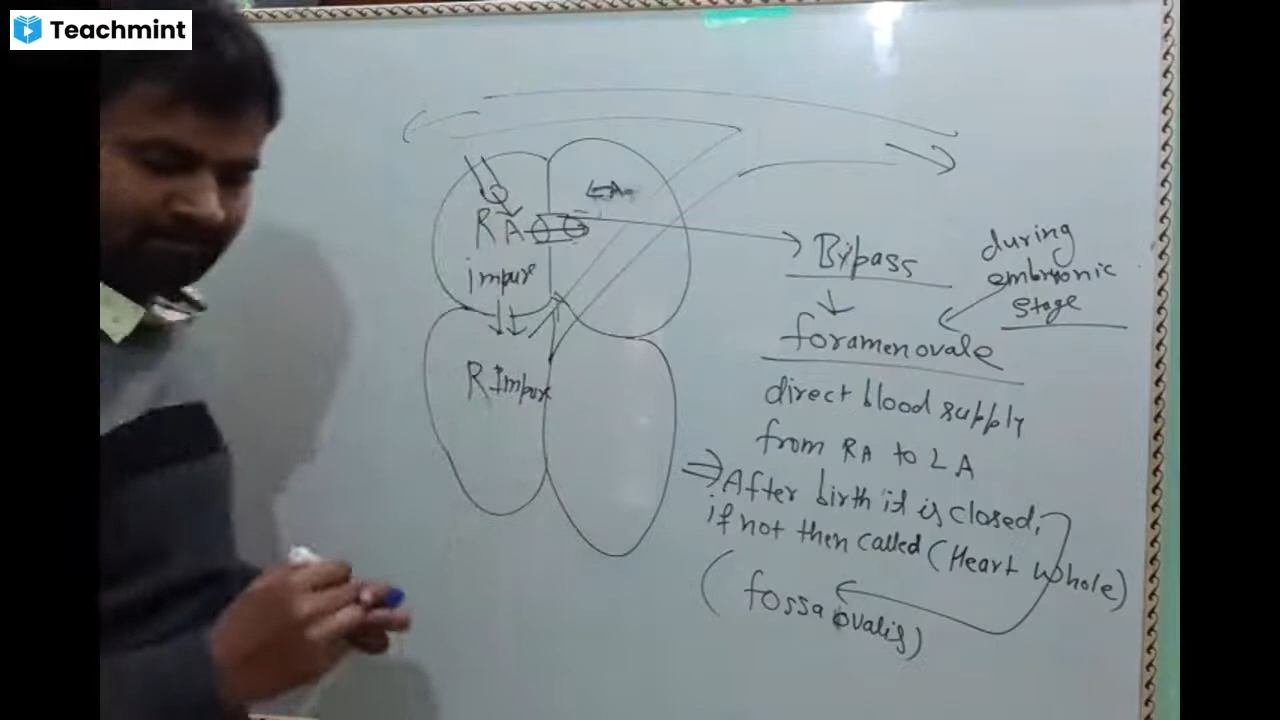 Teachmint
RA
impure
R Impure
LA
Bypass
during
embryonic
stage
foramen ovale
direct blood supply
from RA to LA
⇒ After birth it is closed,
if not then called (Heart whole)
(fossa ovalis)